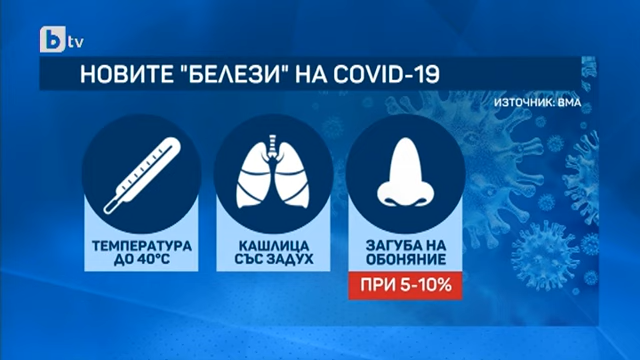 btv
НОВИТЕ "БЕЛЕЗИ" НА COVID-19
ИЗТОЧНИК: ВМА
ТЕМПЕРАТУРА
ДО 40°C
КАШЛИЦА
СЪС ЗАДУХ
ЗАГУБА НА
ОБОНЯНИЕ
ПРИ 5-10%